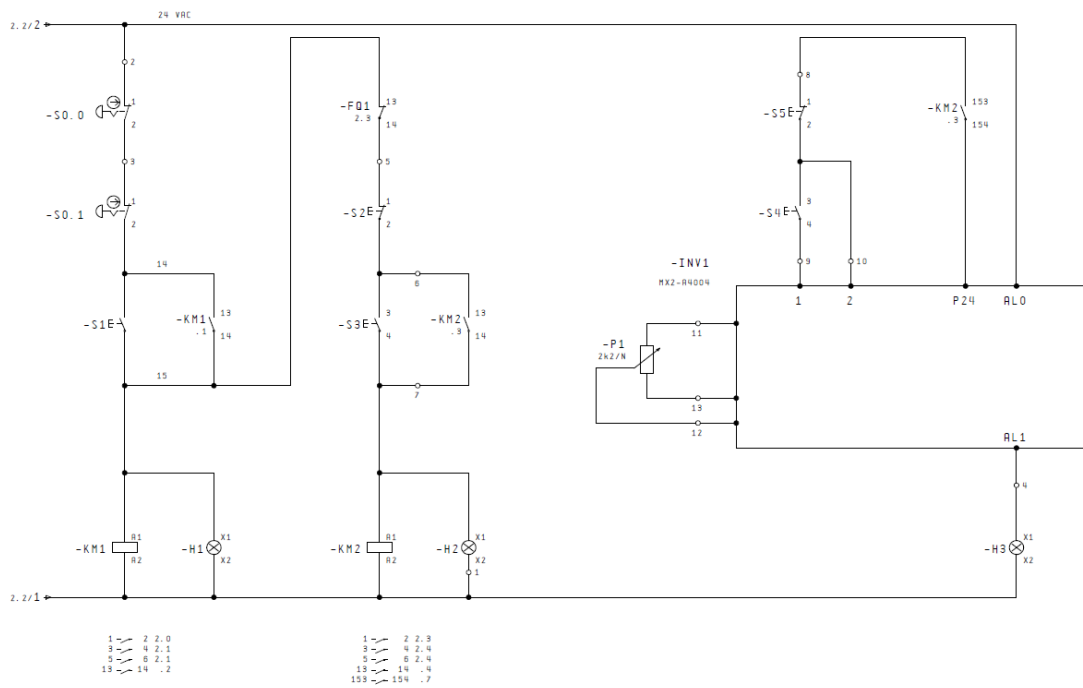 24 VAC
2.2/2
2
8
-S0.0
1
2
-FQ1
2.3
13
14
-S5
1
2
-KM2
.3
153
154
3
5
-S0.1
1
2
-S2
1
2
-S4
3
4
14
6
9
10
-INV1
MX2-A4004
1
2
P24
AL0
-S1
-KM1
.1
13
14
-S3
3
4
-KM2
.3
13
14
11
-P1
2k2/N
15
7
13
12
AL1
4
-KM1
A1
A2
-H1
X1
X2
-KM2
A1
A2
-H2
X1
X2
1
-H3
X1
X2
2.2/1
1 2 2.0
3 4 2.1
5 6 2.1
13 14 .2
1 2 2.3
3 4 2.4
5 6 2.4
13 14 .4
153 154 .7